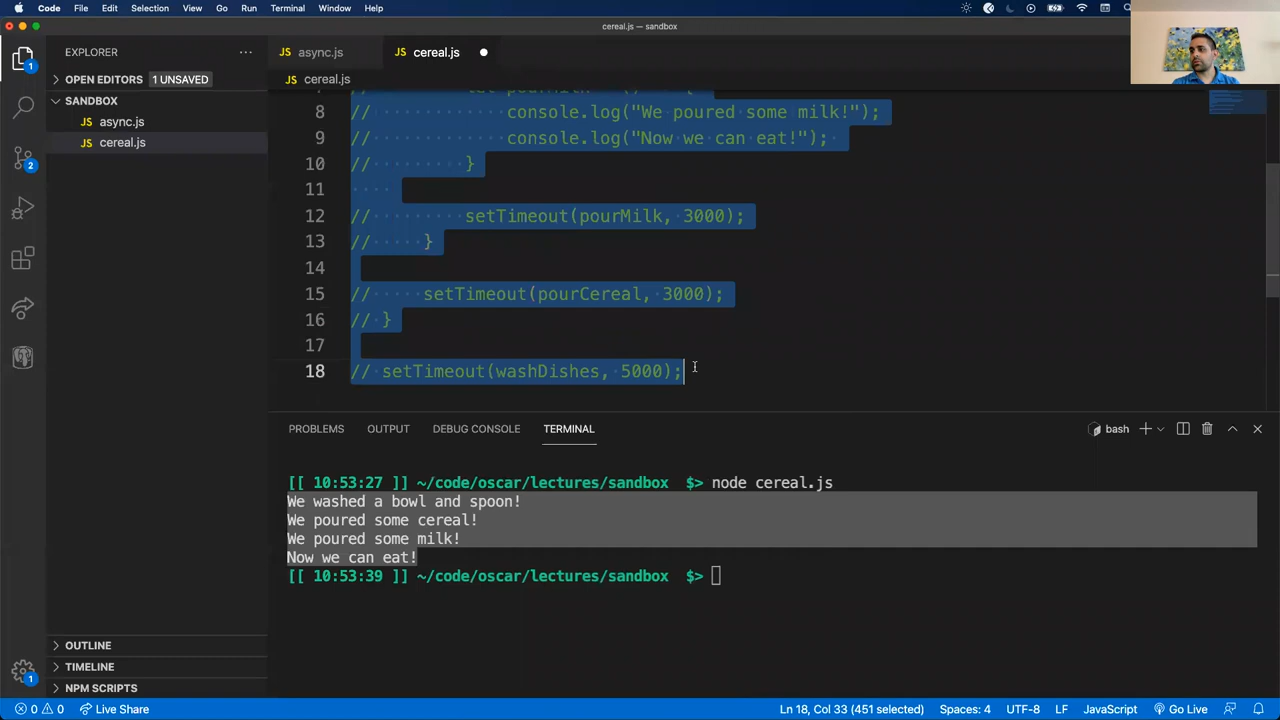 Code File Edit Selection View Go Run Terminal Window Help
cereal.js — sandbox
EXPLORER ...
JS async.js JS cereal.js
OPEN EDITORS 1 UNSAVED
JS cereal.js
SANDBOX
JS async.js
JS cereal.js
8 // console.log("We poured some milk!");
9 // console.log("Now we can eat!");
10 // }
11
12 // setTimeout(pourMilk, 3000);
13 // }
14
15 // setTimeout(pourCereal, 3000);
16 // }
17
18 // setTimeout(washDishes, 5000);
PROBLEMS OUTPUT DEBUG CONSOLE TERMINAL bash
[[ 10:53:27 ]] ~/code/oscar/lectures/sandbox $> node cereal.js
We washed a bowl and spoon!
We poured some cereal!
We poured some milk!
Now we can eat!
[[ 10:53:39 ]] ~/code/oscar/lectures/sandbox $>
OUTLINE
TIMELINE
NPM SCRIPTS
1
2
1
0 0 Live Share Ln 18, Col 33 (451 selected) Spaces: 4 UTF-8 LF JavaScript Go Live